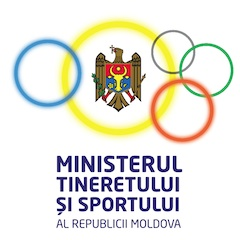 MINISTERUL
TINERETULUI
ȘI SPORTULUI
AL REPUBLICII MOLDOVA